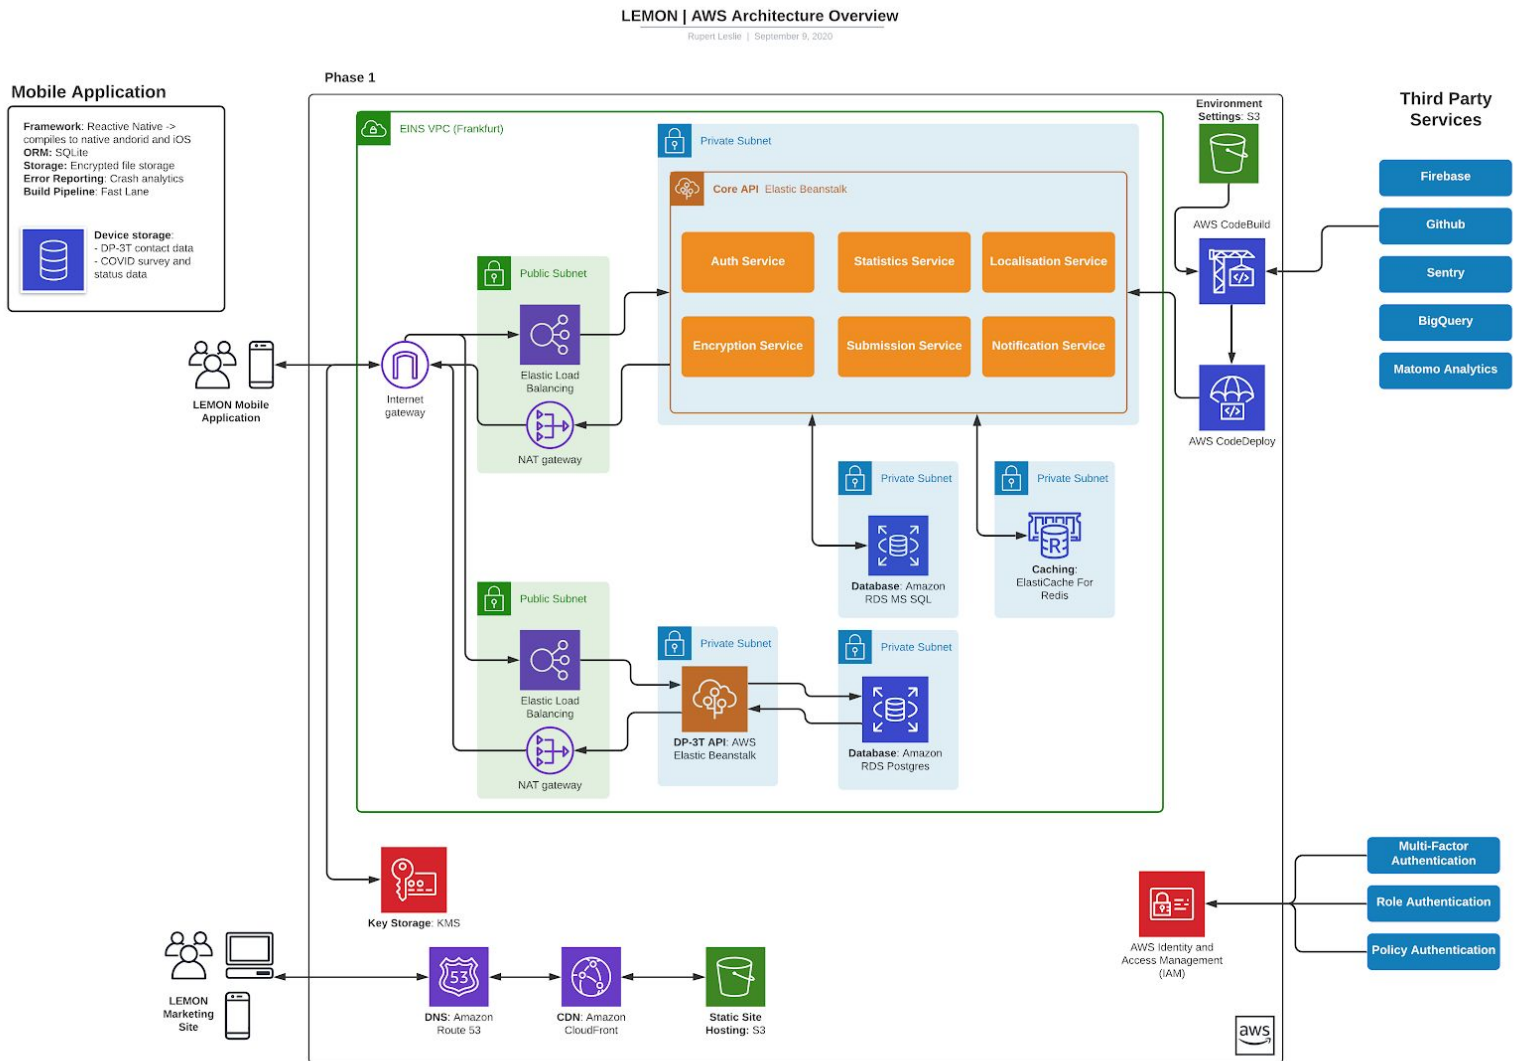 LEMON | AWS Architecture Overview
Rupert Leslie | September 9, 2020
Phase 1
Mobile Application
Framework: Reactive Native ->
compiles to native andorid and iOS
ORM: SQLite
Storage: Encrypted file storage
Error Reporting: Crash analytics
Build Pipeline: Fast Lane
Device storage:
- DP-3T contact data
- COVID survey and
status data
LEMON Mobile
Application
EINS VPC (Frankfurt)
Internet
gateway
Public Subnet
Elastic Load
Balancing
NAT gateway
Private Subnet
Core API Elastic Beanstalk
Auth Service
Statistics Service
Localisation Service
Encryption Service
Submission Service
Notification Service
Private Subnet
Database: Amazon
RDS MS SQL
Private Subnet
R
Caching:
ElastiCache For
Redis
Public Subnet
Elastic Load
Balancing
NAT gateway
Private Subnet
DP-3T API: AWS
Elastic Beanstalk
Private Subnet
Database: Amazon
RDS Postgres
Environment
Settings: S3
AWS CodeBuild
</>
</>
AWS CodeDeploy
Third Party
Services
Firebase
Github
Sentry
BigQuery
Matomo Analytics
Key Storage: KMS
AWS Identity and
Access Management
(IAM)
Multi-Factor
Authentication
Role Authentication
Policy Authentication
LEMON
Marketing
Site
53
DNS: Amazon
Route 53
CDN: Amazon
CloudFront
Static Site
Hosting: S3
aws